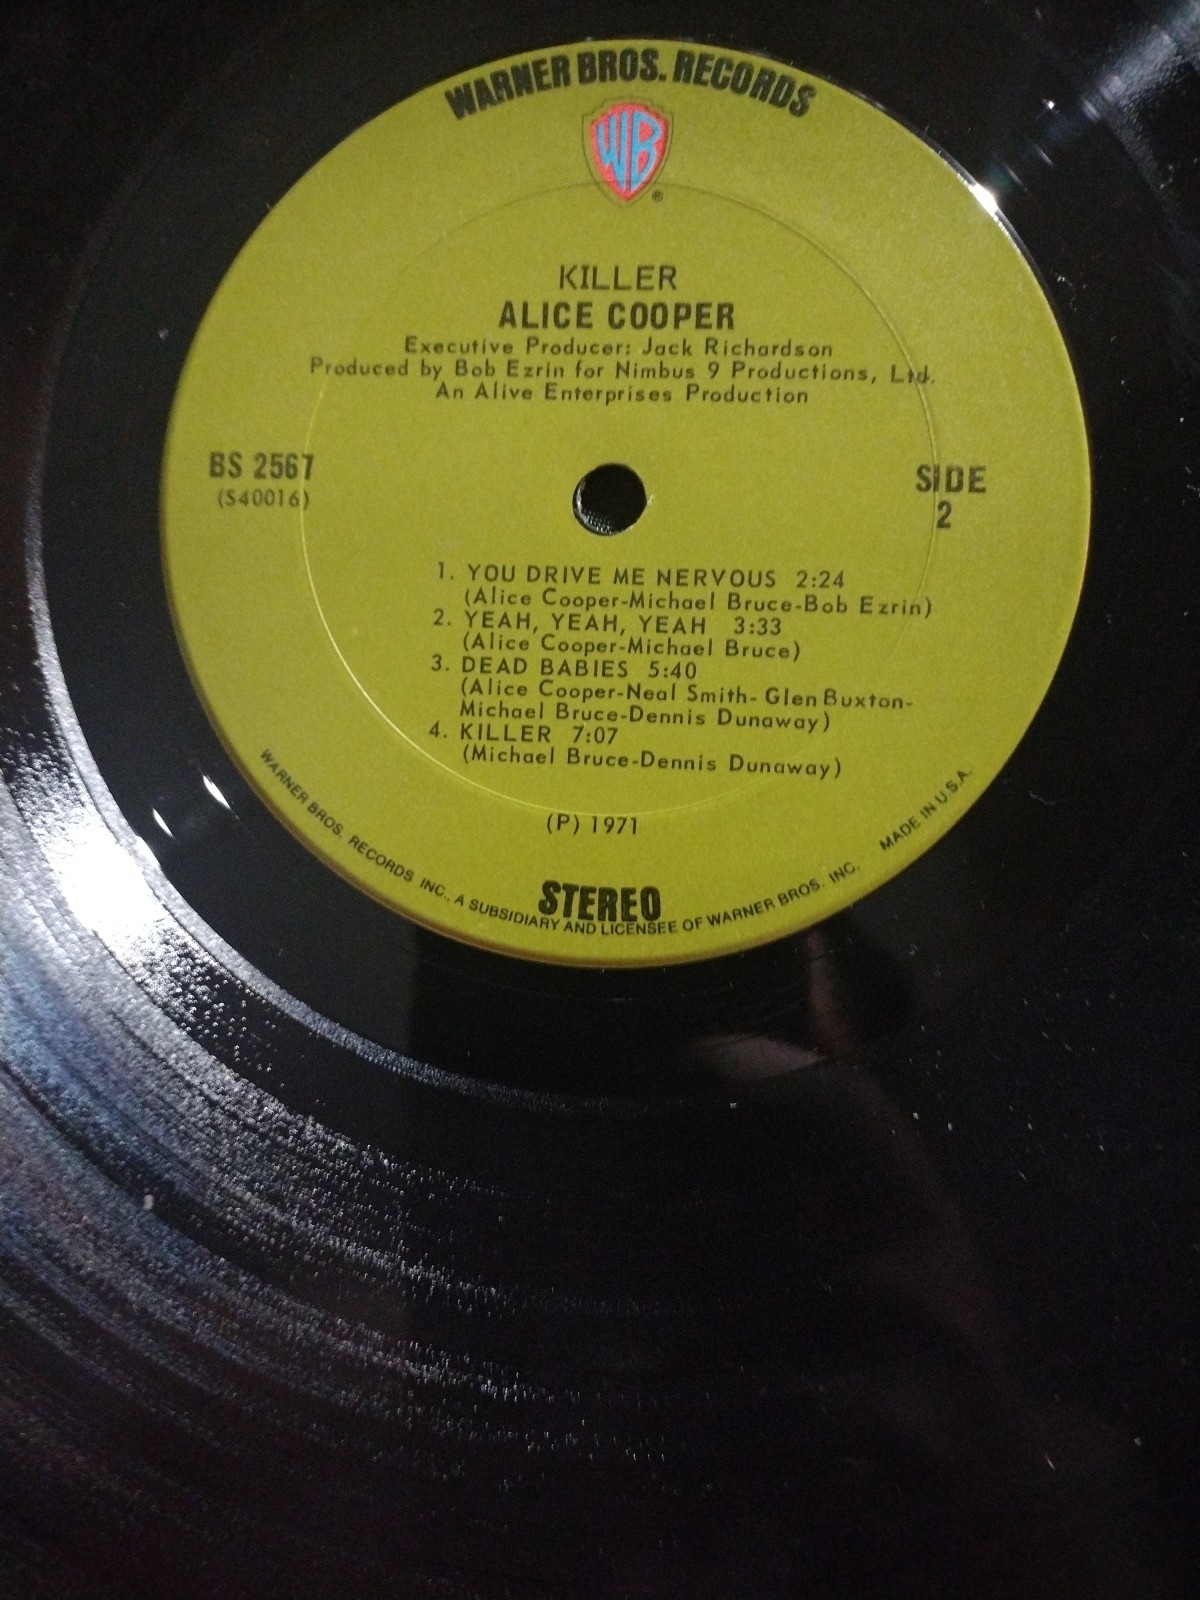 WARNER BROS. RECORDS
WB
®
KILLER
ALICE COOPER
Executive Producer: Jack Richardson
Produced by Bob Ezrin for Nimbus 9 Productions, Ltd.
An Alive Enterprises Production
BS 2567
(S40016)
SIDE
2
1. YOU DRIVE ME NERVOUS 2:24
(Alice Cooper-Michael Bruce-Bob Ezrin)
2. YEAH, YEAH, YEAH 3:33
(Alice Cooper-Michael Bruce)
3. DEAD BABIES 5:40
(Alice Cooper-Neal Smith- Glen Buxton-
Michael Bruce-Dennis Dunaway)
4. KILLER 7:07
(Michael Bruce-Dennis Dunaway)
(P) 1971
STEREO
WARNER BROS. RECORDS INC., A SUBSIDIARY AND LICENSEE OF WARNER BROS. INC. MADE IN U.S.A.